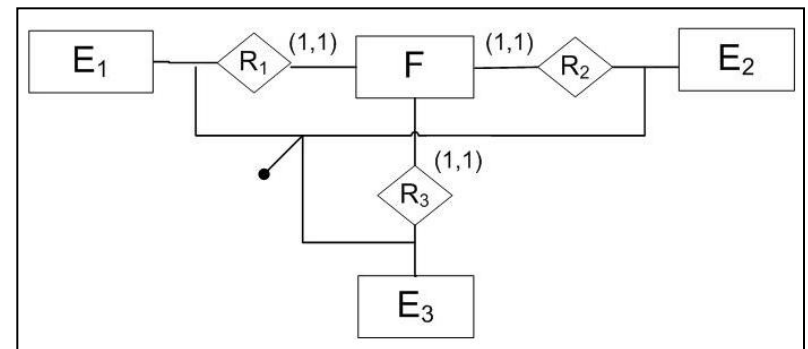 E₁
R₁
(1,1)
F
(1,1)
R₂
E₂
(1,1)
R₃
E₃